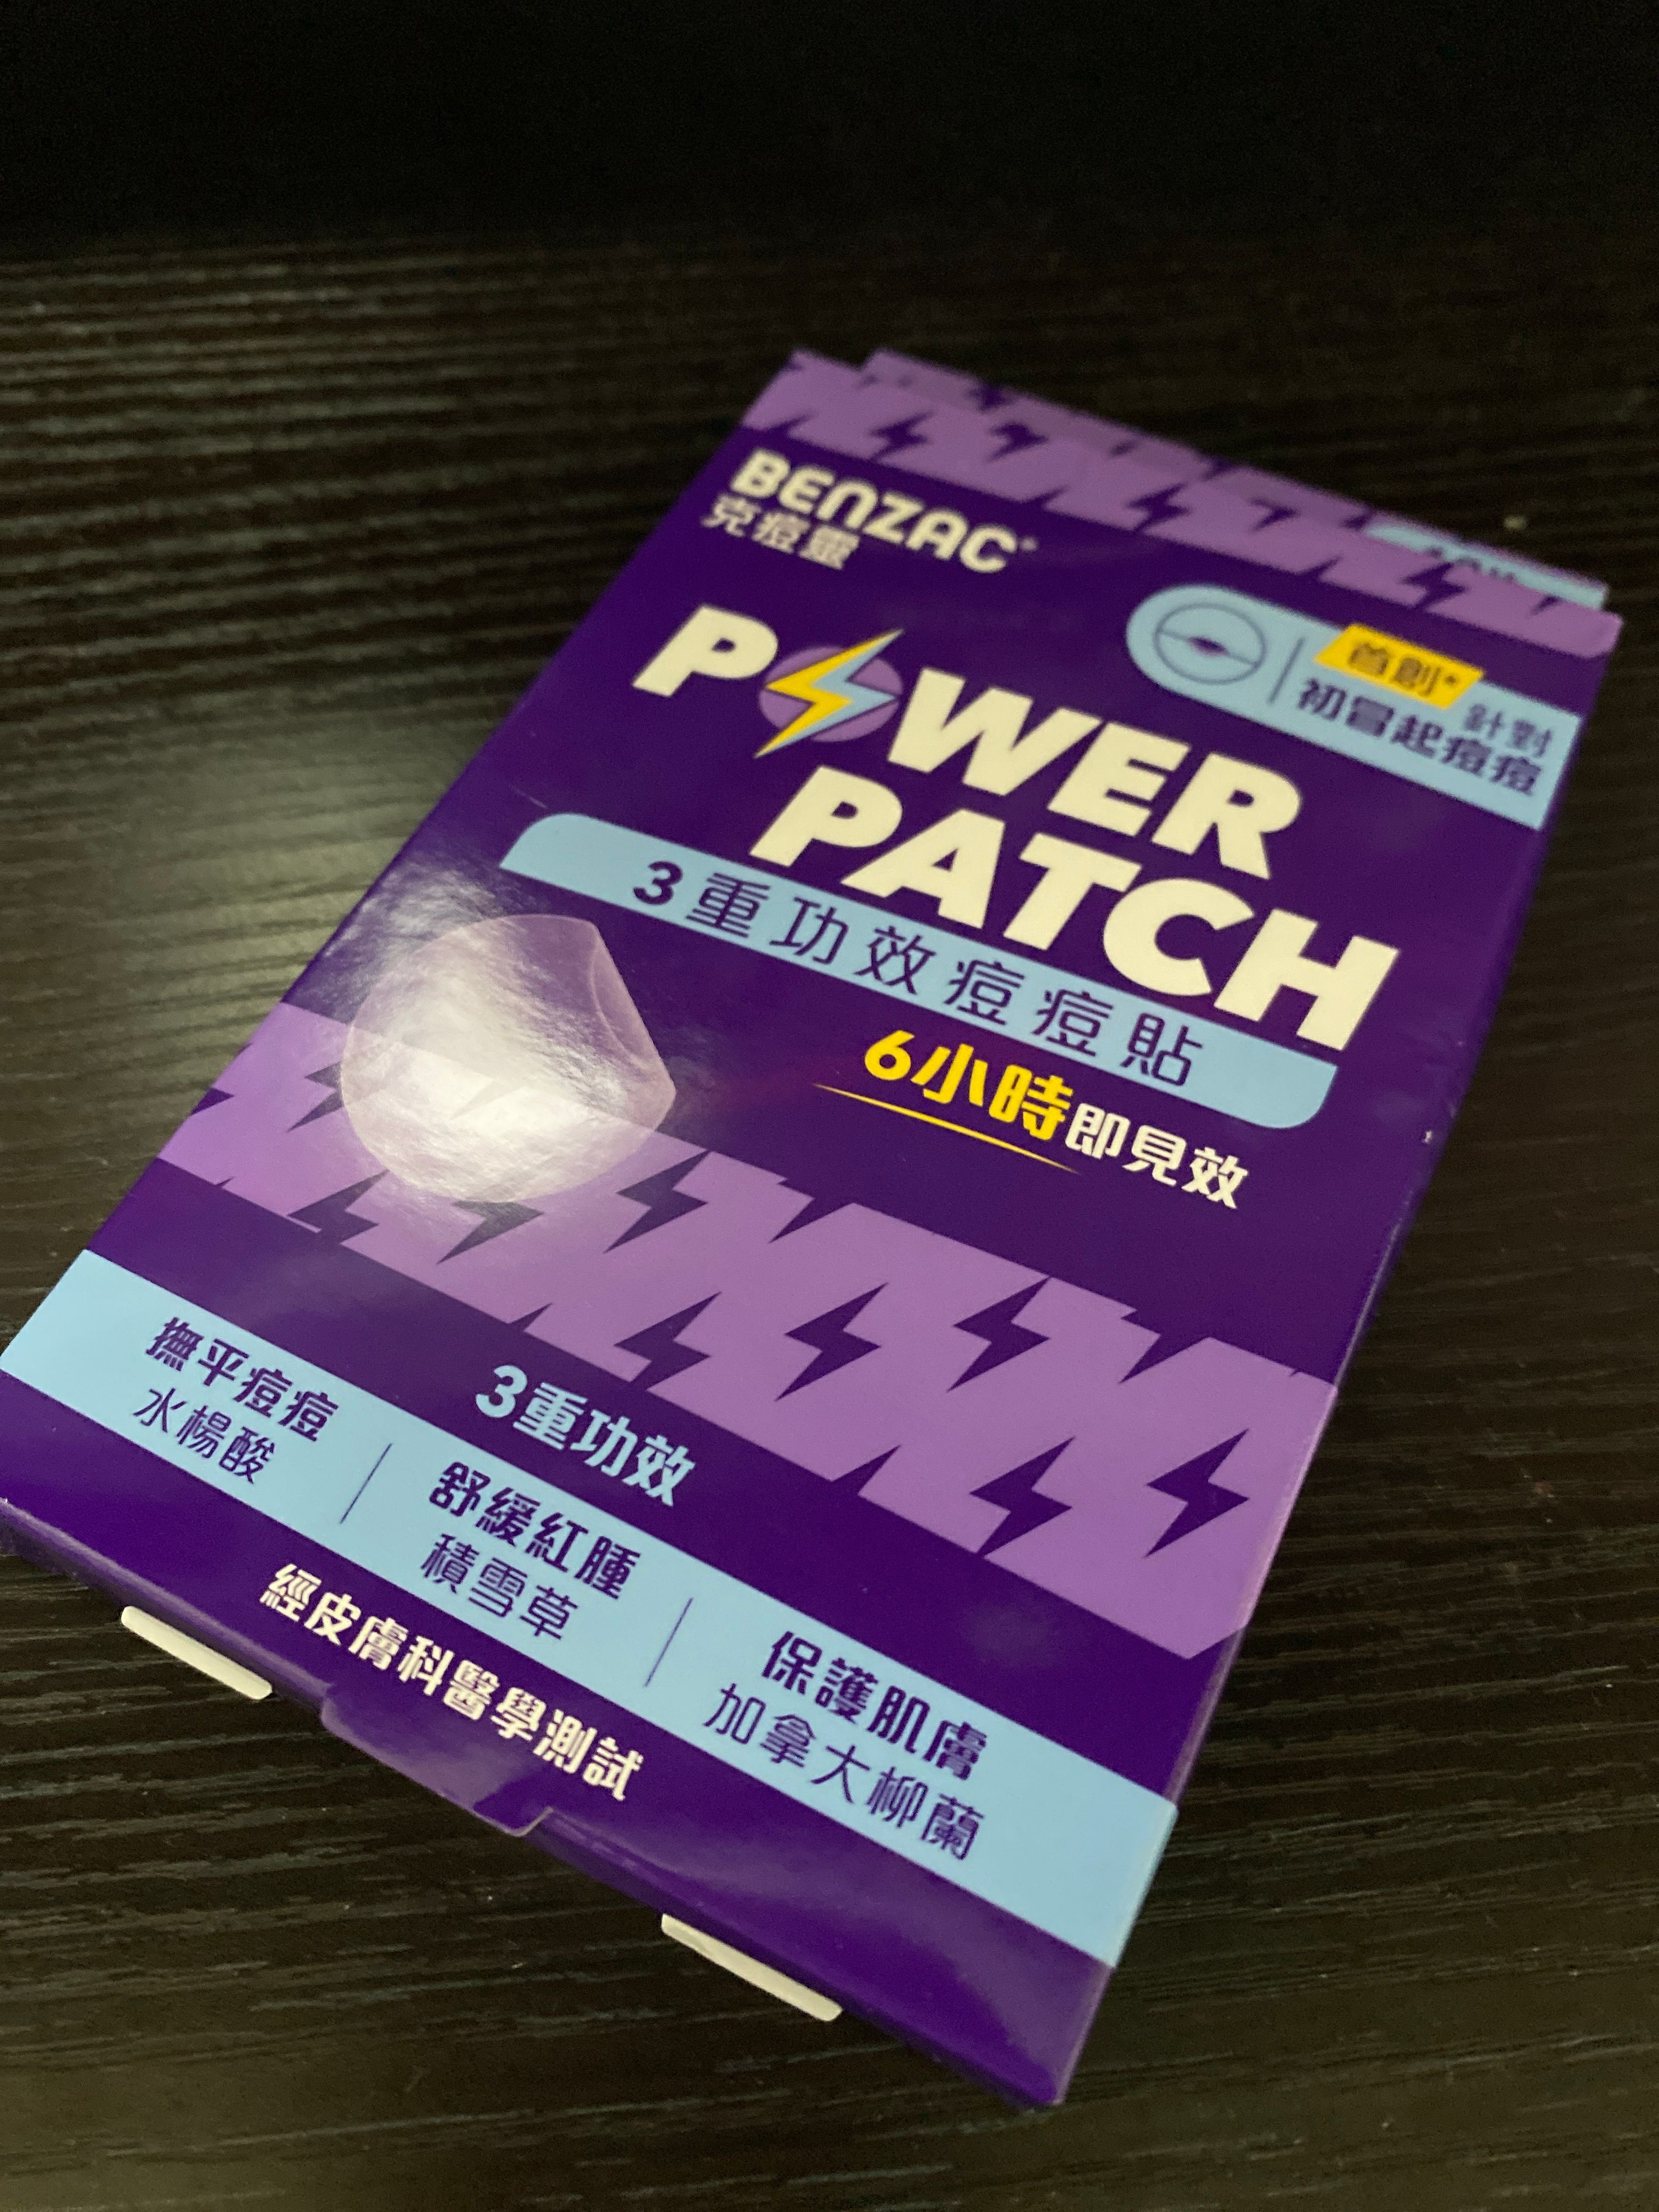 BENZAC
克痘靈
首創*
針對
初冒起痘痘
POWER
PATCH
3重功效痘痘貼
6小時即見效
3重功效
撫平痘痘
水楊酸
舒緩紅腫
積雪草
保護肌膚
加拿大柳蘭
經皮膚科醫學測試